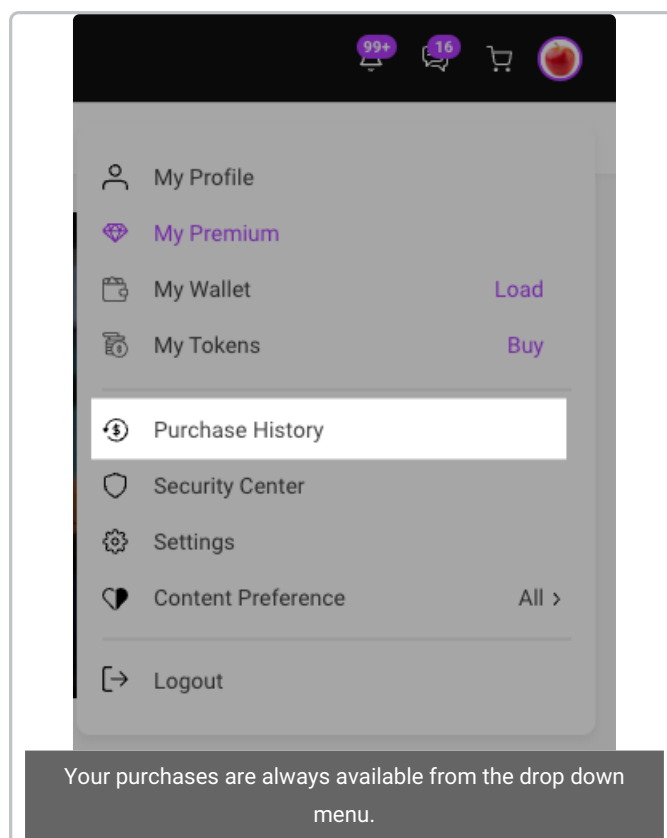 99+ 16
My Profile
My Premium
My Wallet Load
My Tokens Buy
Purchase History
Security Center
Settings
Content Preference All >
Logout
Your purchases are always available from the drop down
menu.